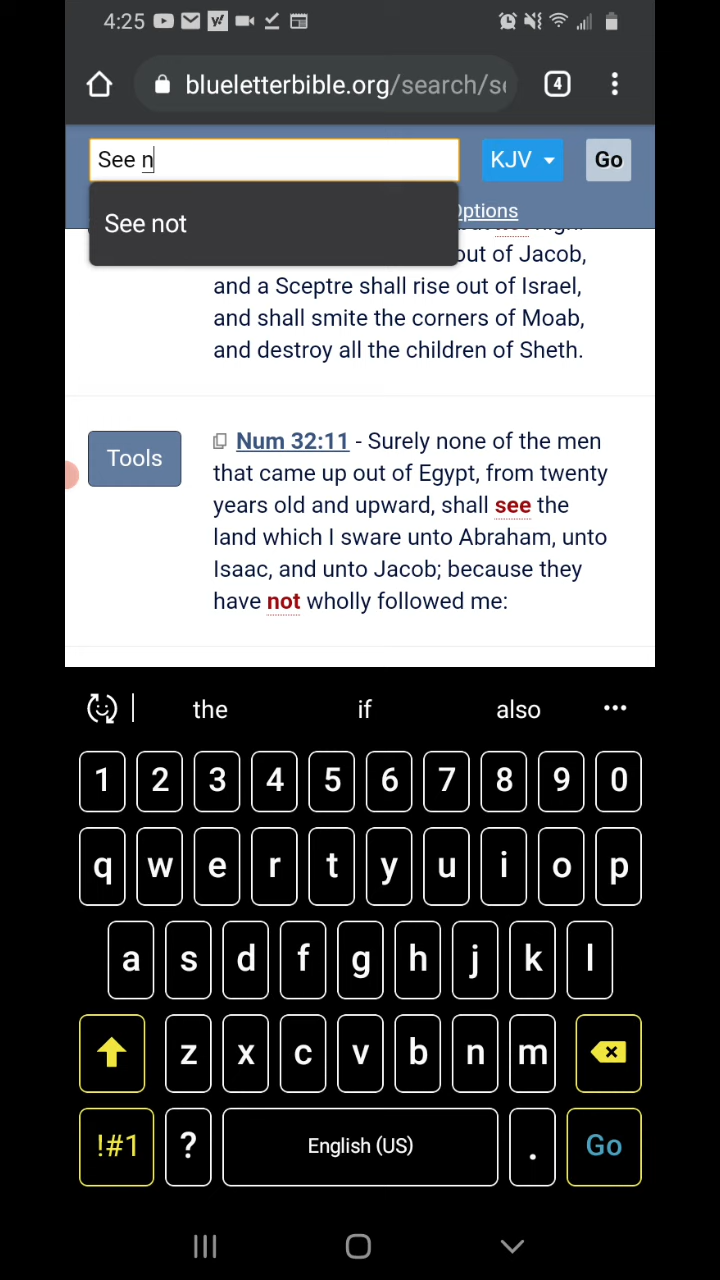 4:25
blueletterbible.org/search/s
4
See n
KJV
Go
See not
Options
out of Jacob,
and a Sceptre shall rise out of Israel,
and shall smite the corners of Moab,
and destroy all the children of Sheth.
Tools
Num 32:11 - Surely none of the men
that came up out of Egypt, from twenty
years old and upward, shall see the
land which I sware unto Abraham, unto
Isaac, and unto Jacob; because they
have not wholly followed me:
the if also •••
1 2 3 4 5 6 7 8 9 0
q w e r t y u i o p
a s d f g h j k l
z x c v b n m
!#1 ? English (US) . Go